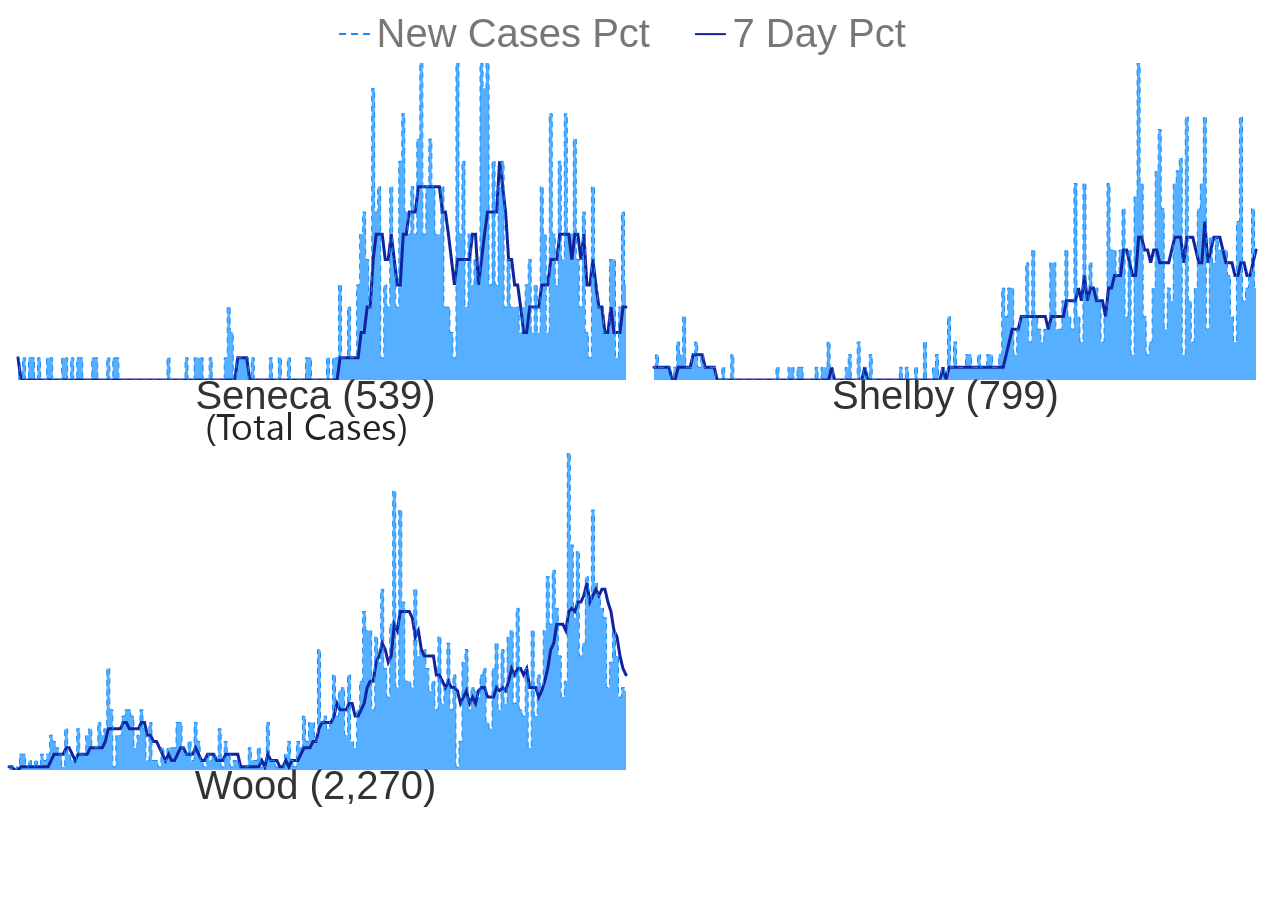 New Cases Pct 7 Day Pct
Seneca (539)
(Total Cases)
Shelby (799)
Wood (2,270)